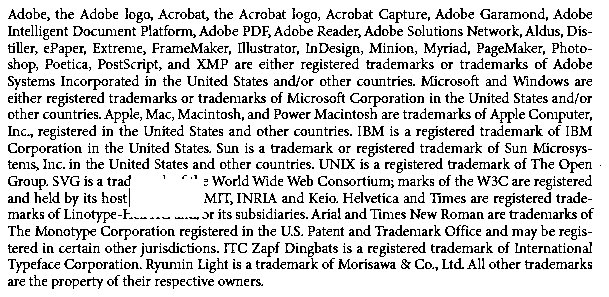 Adobe, the Adobe logo, Acrobat, the Acrobat logo, Acrobat Capture, Adobe Garamond, Adobe
Intelligent Document Platform, Adobe PDF, Adobe Reader, Adobe Solutions Network, Aldus, Dis-
tiller, ePaper, Extreme, FrameMaker, Illustrator, InDesign, Minion, Myriad, PageMaker, Photo-
shop, Poetica, PostScript, and XMP are either registered trademarks or trademarks of Adobe
Systems Incorporated in the United States and/or other countries. Microsoft and Windows are
either registered trademarks or trademarks of Microsoft Corporation in the United States and/or
other countries. Apple, Mac, Macintosh, and Power Macintosh are trademarks of Apple Computer,
Inc., registered in the United States and other countries. IBM is a registered trademark of IBM
Corporation in the United States. Sun is a trademark or registered trademark of Sun Microsys-
tems, Inc. in the United States and other countries. UNIX is a registered trademark of The Open
Group. SVG is a World Wide Web Consortium; marks of the W3C are registered
and held by its host MIT, INRIA and Keio. Helvetica and Times are registered trade-
marks of or its subsidiaries. Arial and Times New Roman are trademarks of
The Monotype Corporation registered in the U.S. Patent and Trademark Office and may be regis-
tered in certain other jurisdictions. ITC Zapf Dingbats is a registered trademark of International
Typeface Corporation. Ryumin Light is a trademark of Morisawa & Co., Ltd. All other trademarks
are the property of their respective owners.